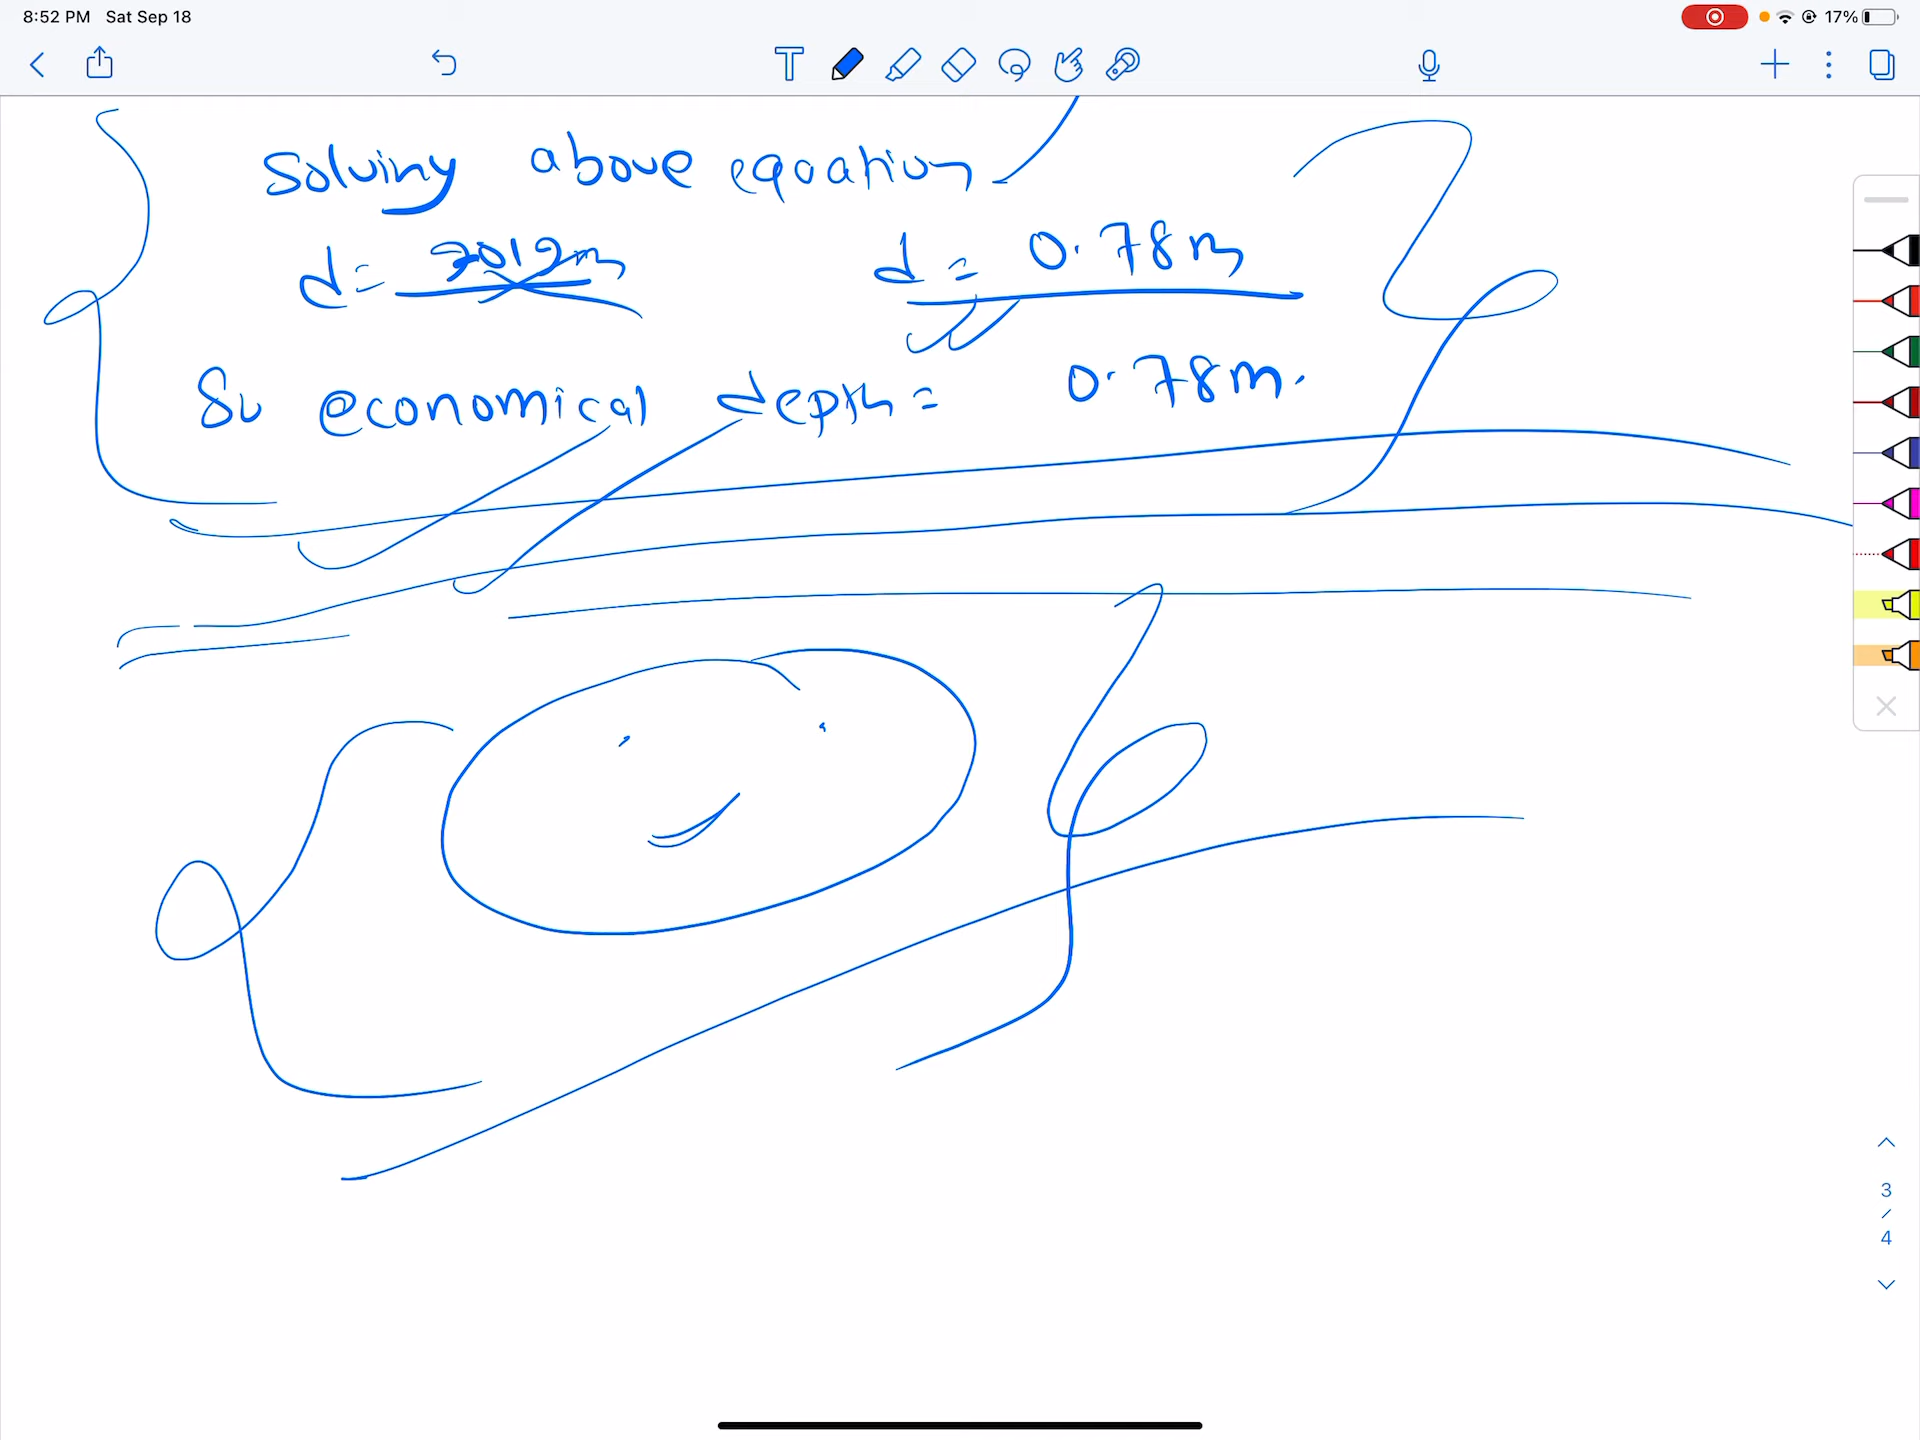 8:52 PM Sat Sep 18
17%
T
Solving above equation
d = 0.78m
So economical depth = 0.78m.
3
/
4